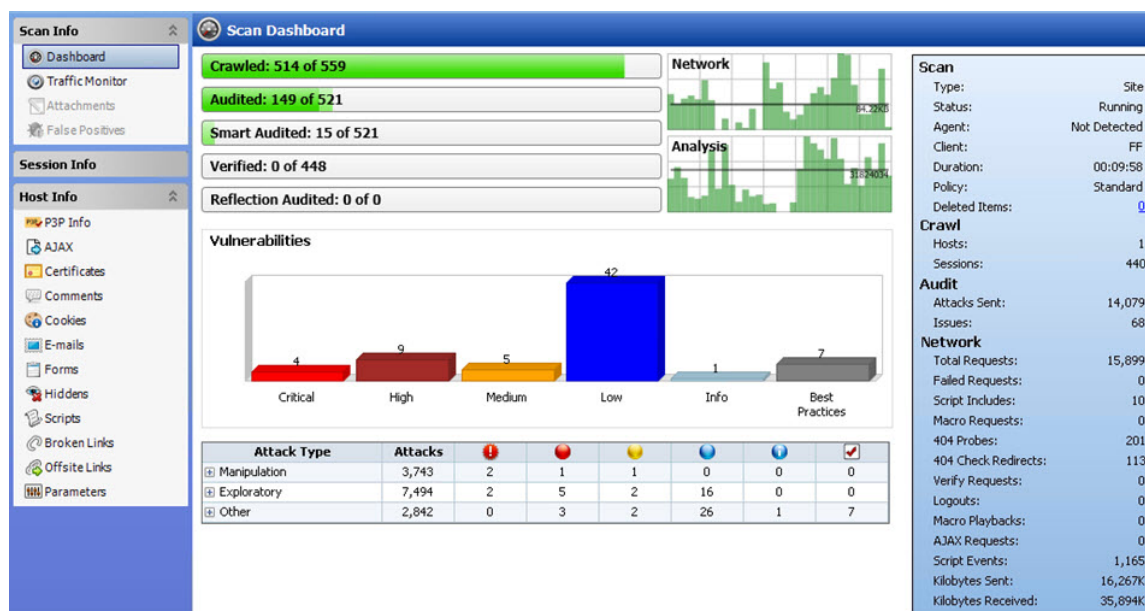 Scan Info
Dashboard
Traffic Monitor
Attachments
False Positives
Session Info
Host Info
P3P Info
AJAX
Certificates
Comments
Cookies
E-mails
Forms
Hiddens
Scripts
Broken Links
Offsite Links
Parameters
Scan Dashboard
Crawled: 514 of 559
Audited: 149 of 521
Smart Audited: 15 of 521
Verified: 0 of 448
Reflection Audited: 0 of 0
Network
84.22KB
Analysis
31824034
Vulnerabilities
4 9 5 42 1 7
Critical High Medium Low Info Best
Practices
Attack Type Attacks
Manipulation 3,743 2 1 1 0 0 0
Exploratory 7,494 2 5 2 16 0 0
Other 2,842 0 3 2 26 1 7
Scan
Type: Site
Status: Running
Agent: Not Detected
Client: FF
Duration: 00:09:58
Policy: Standard
Deleted Items: 0
Crawl
Hosts: 1
Sessions: 440
Audit
Attacks Sent: 14,079
Issues: 68
Network
Total Requests: 15,899
Failed Requests: 0
Script Includes: 10
Macro Requests: 0
404 Probes: 201
404 Check Redirects: 113
Verify Requests: 0
Logouts: 0
Macro Playbacks: 0
AJAX Requests: 0
Script Events: 1,165
Kilobytes Sent: 16,267K
Kilobytes Received: 35,894K